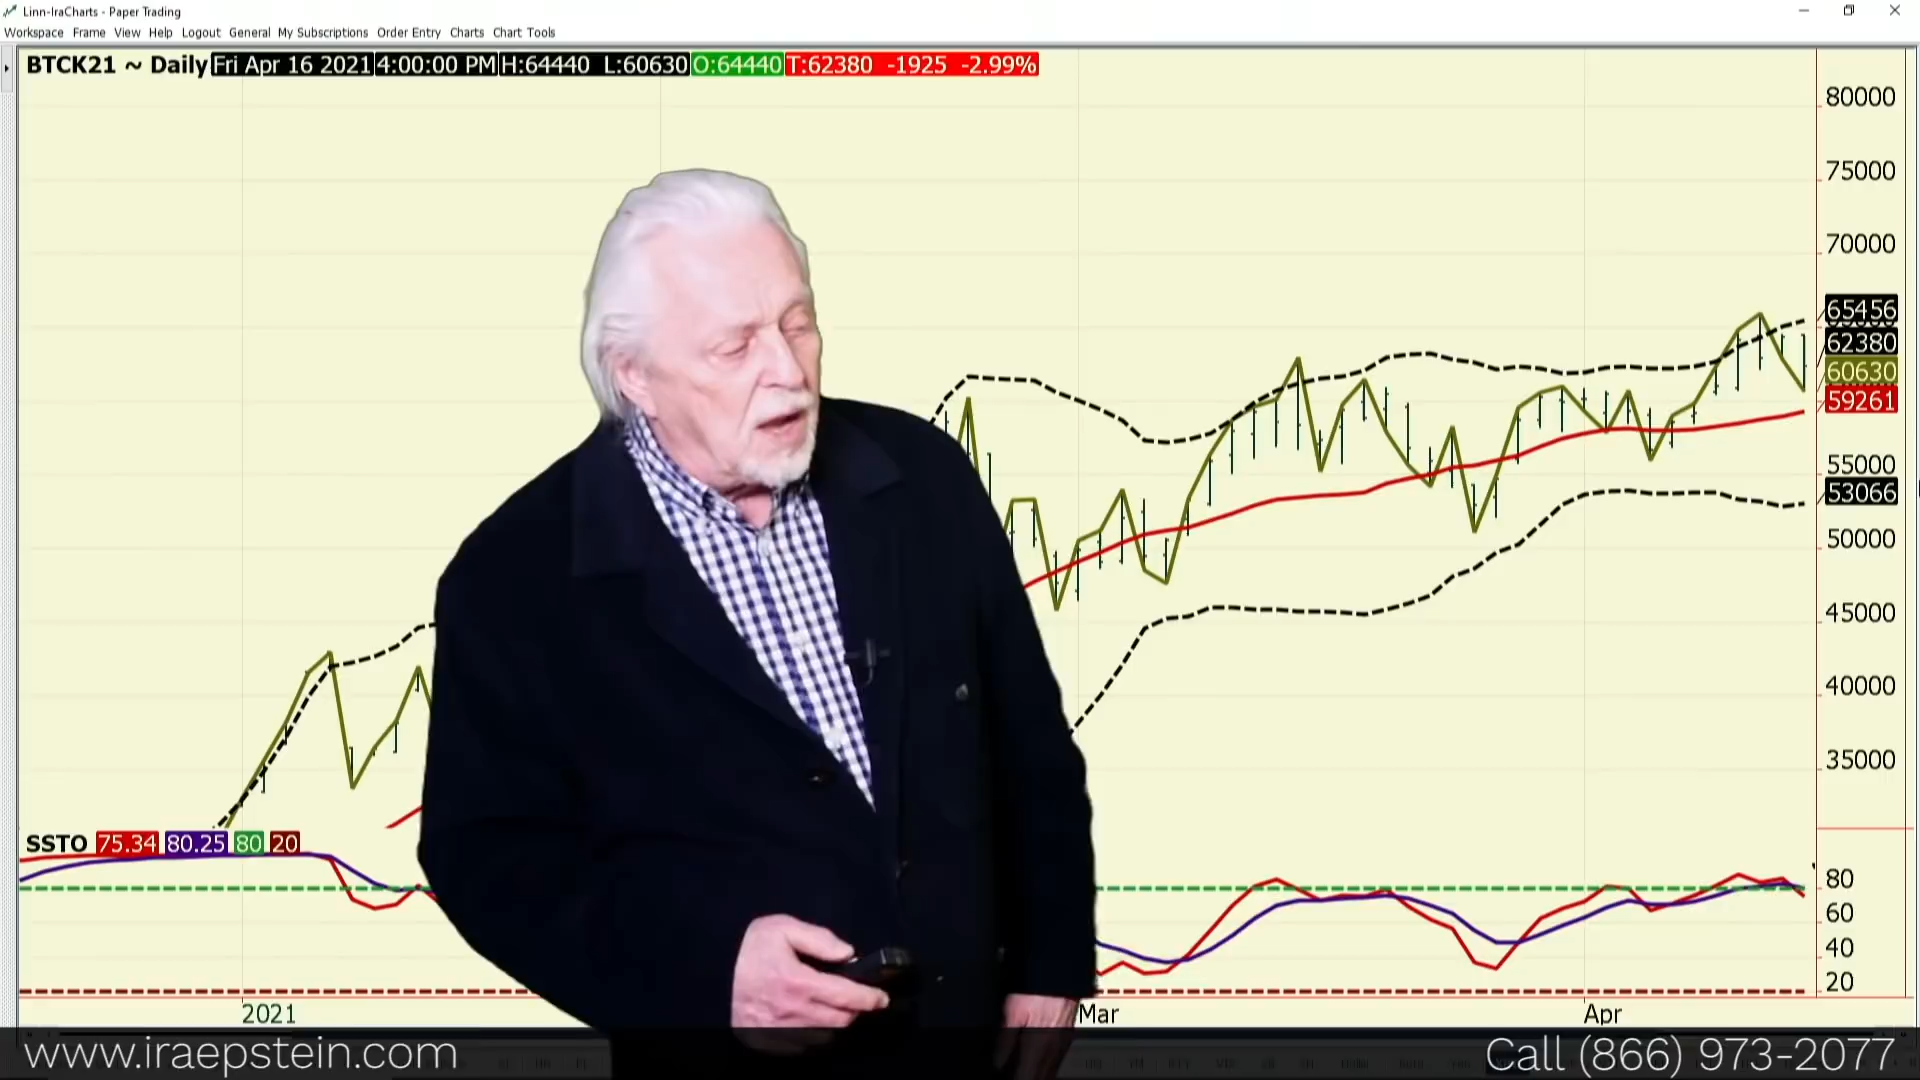 Linn-IraCharts - Paper Trading
Workspace Frame View Help Logout General My Subscriptions Order Entry Charts Chart Tools
BTCK21 ~ Daily Fri Apr 16 2021 4:00:00 PM H:64440 L:60630 O:64440 T:62380 -1925 -2.99%
80000
75000
70000
65456
62380
60630
59261
55000
53066
50000
45000
40000
35000
SSTO 75.34 80.25 80 20
80
60
40
20
2021 Mar Apr
www.iraepstein.com Call (866) 973-2077